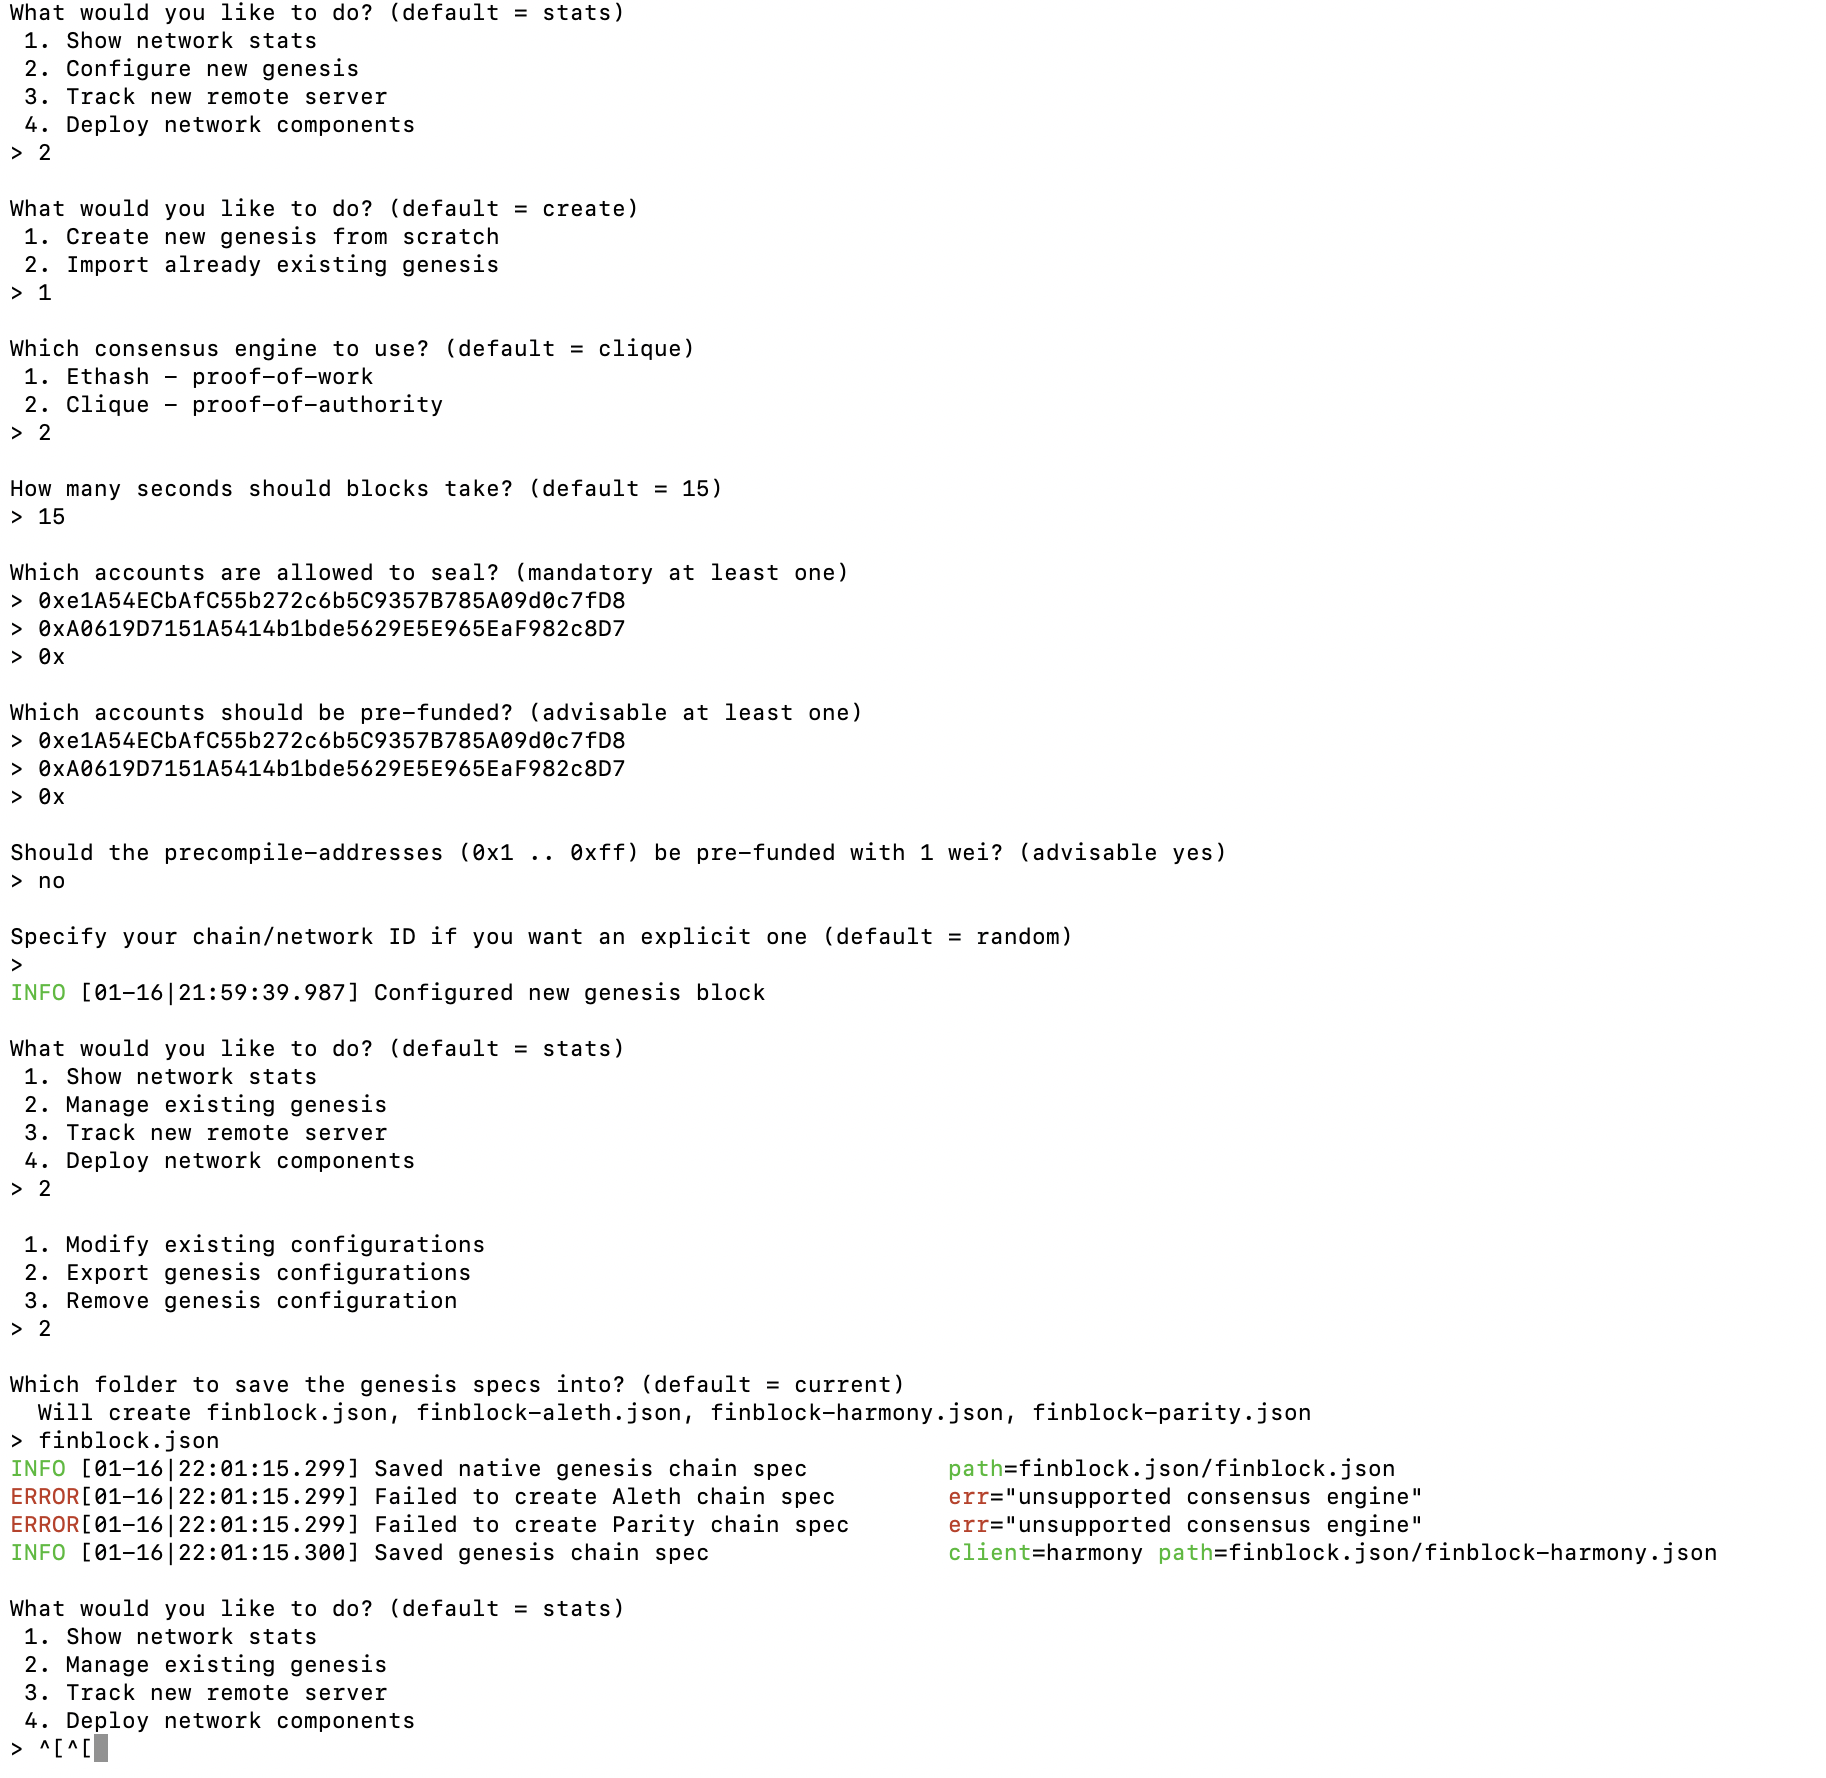 What would you like to do? (default = stats)
 1. Show network stats
 2. Configure new genesis
 3. Track new remote server
 4. Deploy network components
> 2

What would you like to do? (default = create)
 1. Create new genesis from scratch
 2. Import already existing genesis
> 1

Which consensus engine to use? (default = clique)
 1. Ethash - proof-of-work
 2. Clique - proof-of-authority
> 2

How many seconds should blocks take? (default = 15)
> 15

Which accounts are allowed to seal? (mandatory at least one)
> 0xe1A54ECbAfC55b272c6b5C9357B785A09d0c7fD8
> 0xA0619D7151A5414b1bde5629E5E965EaF982c8D7
> 0x

Which accounts should be pre-funded? (advisable at least one)
> 0xe1A54ECbAfC55b272c6b5C9357B785A09d0c7fD8
> 0xA0619D7151A5414b1bde5629E5E965EaF982c8D7
> 0x

Should the precompile-addresses (0x1 .. 0xff) be pre-funded with 1 wei? (advisable yes)
> no

Specify your chain/network ID if you want an explicit one (default = random)
>
INFO [01-16|21:59:39.987] Configured new genesis block

What would you like to do? (default = stats)
 1. Show network stats
 2. Manage existing genesis
 3. Track new remote server
 4. Deploy network components
> 2

 1. Modify existing configurations
 2. Export genesis configurations
 3. Remove genesis configuration
> 2

Which folder to save the genesis specs into? (default = current)
  Will create finblock.json, finblock-aleth.json, finblock-harmony.json, finblock-parity.json
> finblock.json
INFO [01-16|22:01:15.299] Saved native genesis chain spec          path=finblock.json/finblock.json
ERROR[01-16|22:01:15.299] Failed to create Aleth chain spec        err="unsupported consensus engine"
ERROR[01-16|22:01:15.299] Failed to create Parity chain spec       err="unsupported consensus engine"
INFO [01-16|22:01:15.300] Saved genesis chain spec                 client=harmony path=finblock.json/finblock-harmony.json

What would you like to do? (default = stats)
 1. Show network stats
 2. Manage existing genesis
 3. Track new remote server
 4. Deploy network components
> ^[^[